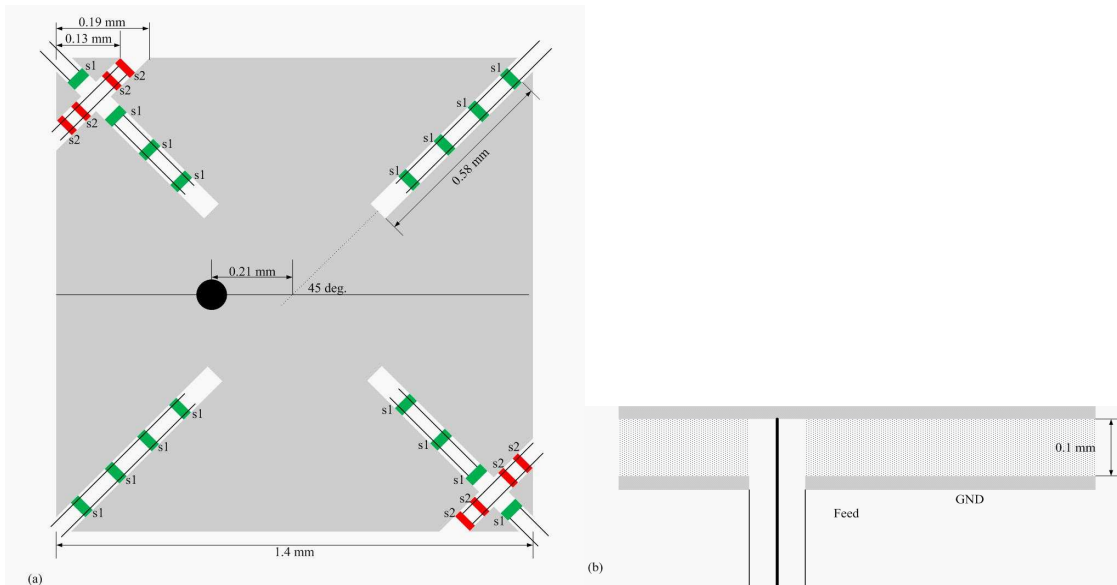 0.19 mm
0.13 mm
s1
s2
s2
s2
s2
s1
s1
s1
s1
s1
s1
s1
0.58 mm
0.21 mm
45 deg.
s1
s1
s1
s1
s1
s1
s1
s2
s2
s2
s2
s1
1.4 mm
(a)
0.1 mm
GND
Feed
(b)